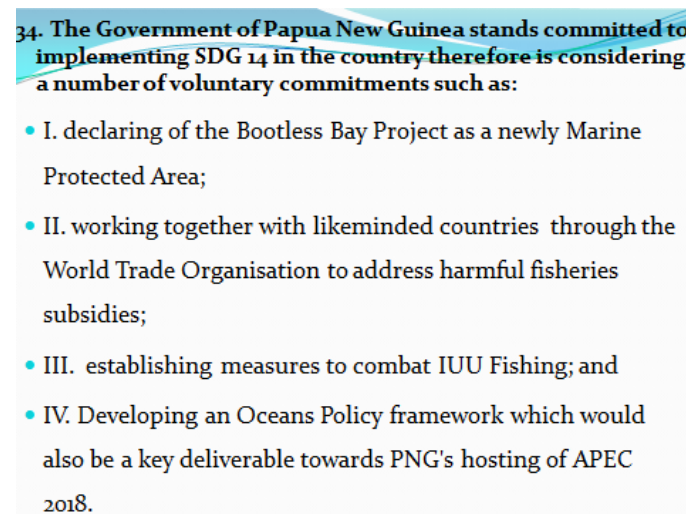 34. The Government of Papua New Guinea stands committed to
implementing SDG 14 in the country therefore is considering
a number of voluntary commitments such as:
• I. declaring of the Bootless Bay Project as a newly Marine
Protected Area;
• II. working together with likeminded countries through the
World Trade Organisation to address harmful fisheries
subsidies;
• III. establishing measures to combat IUU Fishing; and
• IV. Developing an Oceans Policy framework which would
also be a key deliverable towards PNG's hosting of APEC
2018.